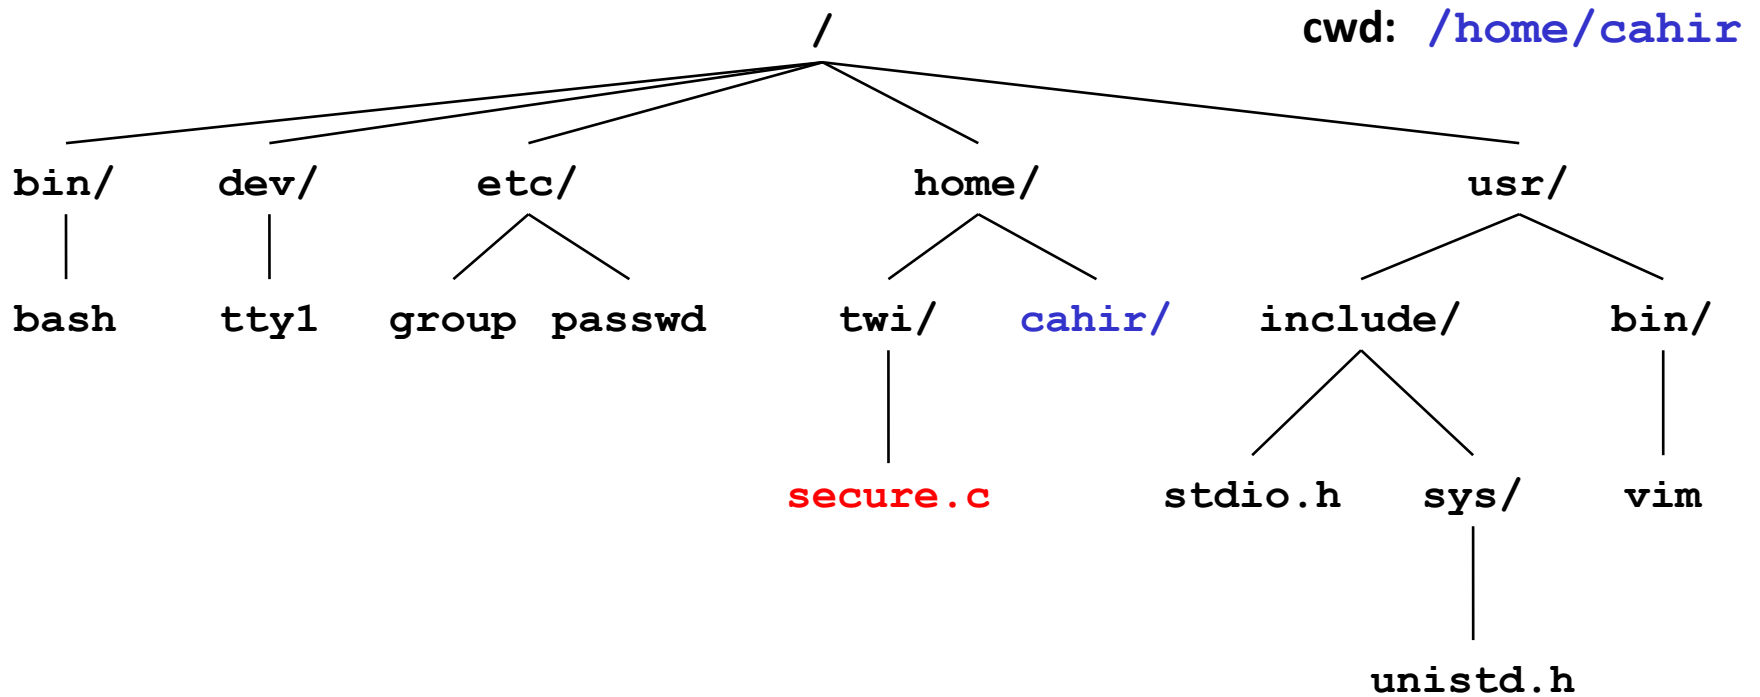 /
cwd: /home/cahir
bin/ dev/ etc/ home/ usr/
bash tty1 group passwd twi/ cahir/ include/ bin/
secure.c stdio.h sys/ vim
unistd.h